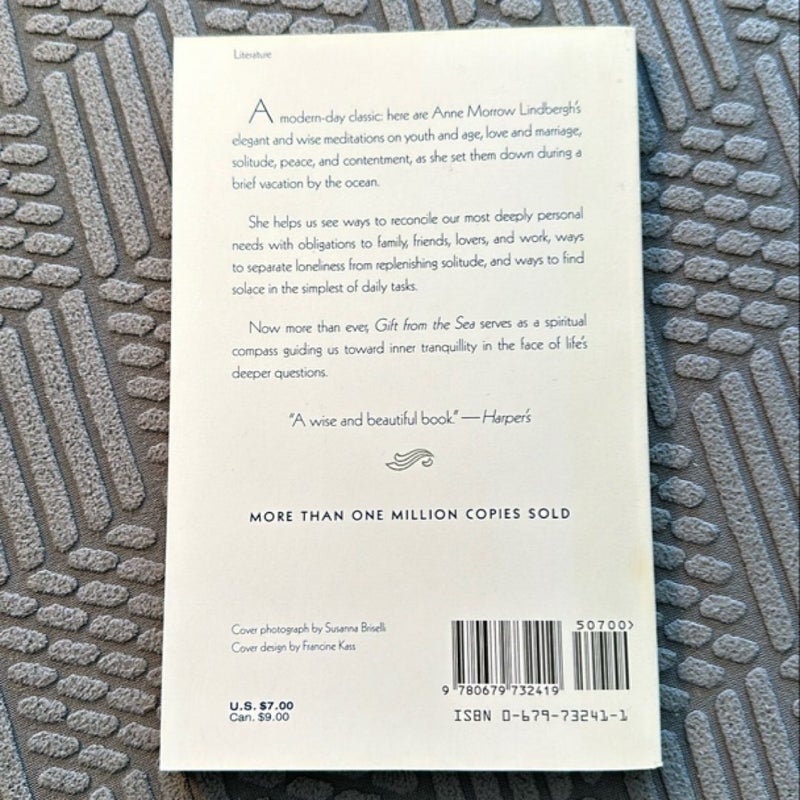 Literature
A modern-day classic: here are Anne Morrow Lindbergh's
elegant and wise meditations on youth and age, love and marriage,
solitude, peace, and contentment, as she set them down during a
brief vacation by the ocean.
She helps us see ways to reconcile our most deeply personal
needs with obligations to family, friends, lovers, and work, ways
to separate loneliness from replenishing solitude, and ways to find
solace in the simplest of daily tasks.
Now more than ever, Gift from the Sea serves as a spiritual
compass guiding us toward inner tranquillity in the face of life's
deeper questions.
"A wise and beautiful book." —Harper's
MORE THAN ONE MILLION COPIES SOLD
Cover photograph by Susanna Briselli
Cover design by Francine Kass
U.S. $7.00
Can. $9.00
50700>
9 780679 732419
ISBN 0-679-73241-1